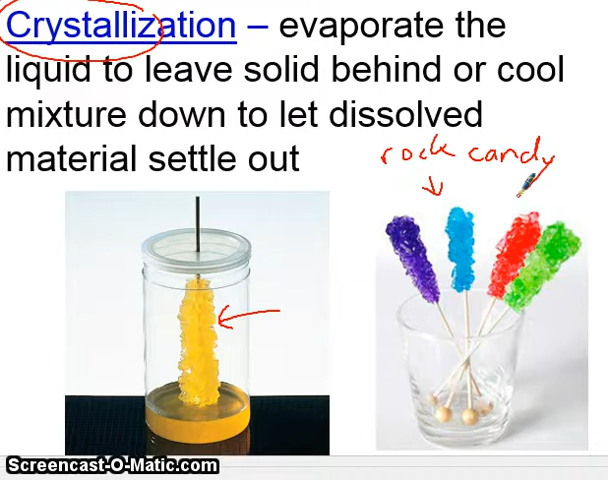 Crystallization – evaporate the
liquid to leave solid behind or cool
mixture down to let dissolved
material settle out
rock candy
Screencast-O-Matic.com